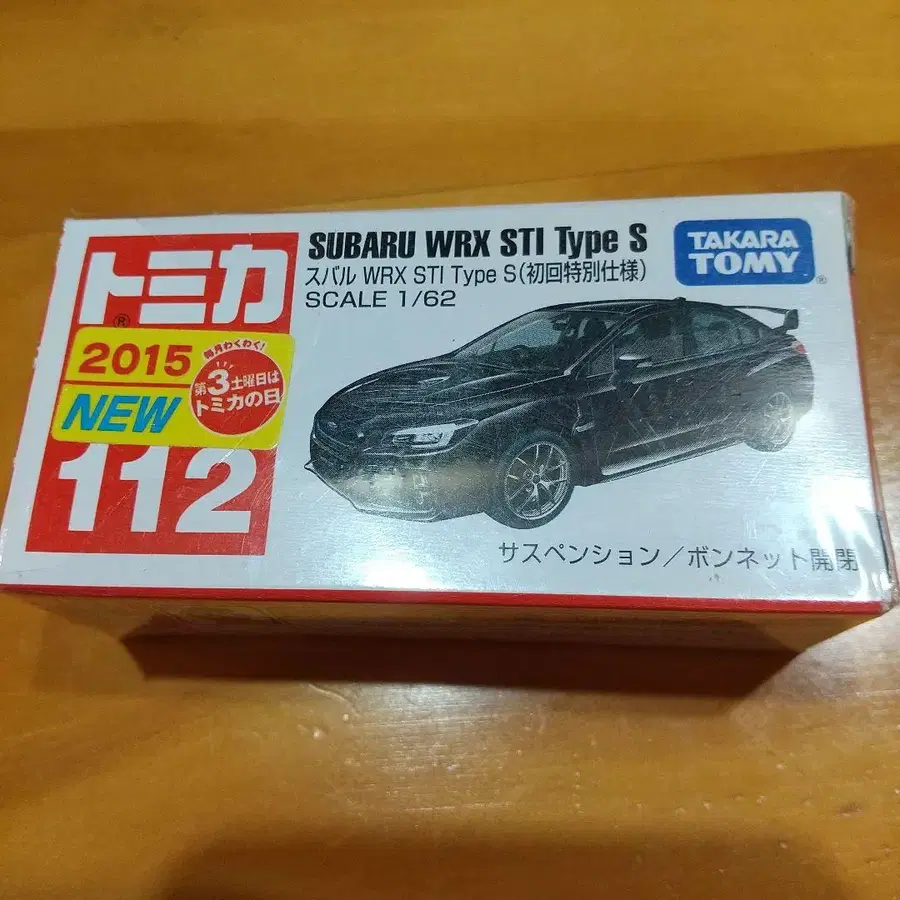 トミカ
®
2015
NEW
毎月わくわく!
第3土曜日は
トミカの日
112
SUBARU WRX STI Type S
スバル WRX STI Type S(初回特別仕様)
SCALE 1/62
TAKARA
TOMY
®
サスペンション/ボンネット開閉